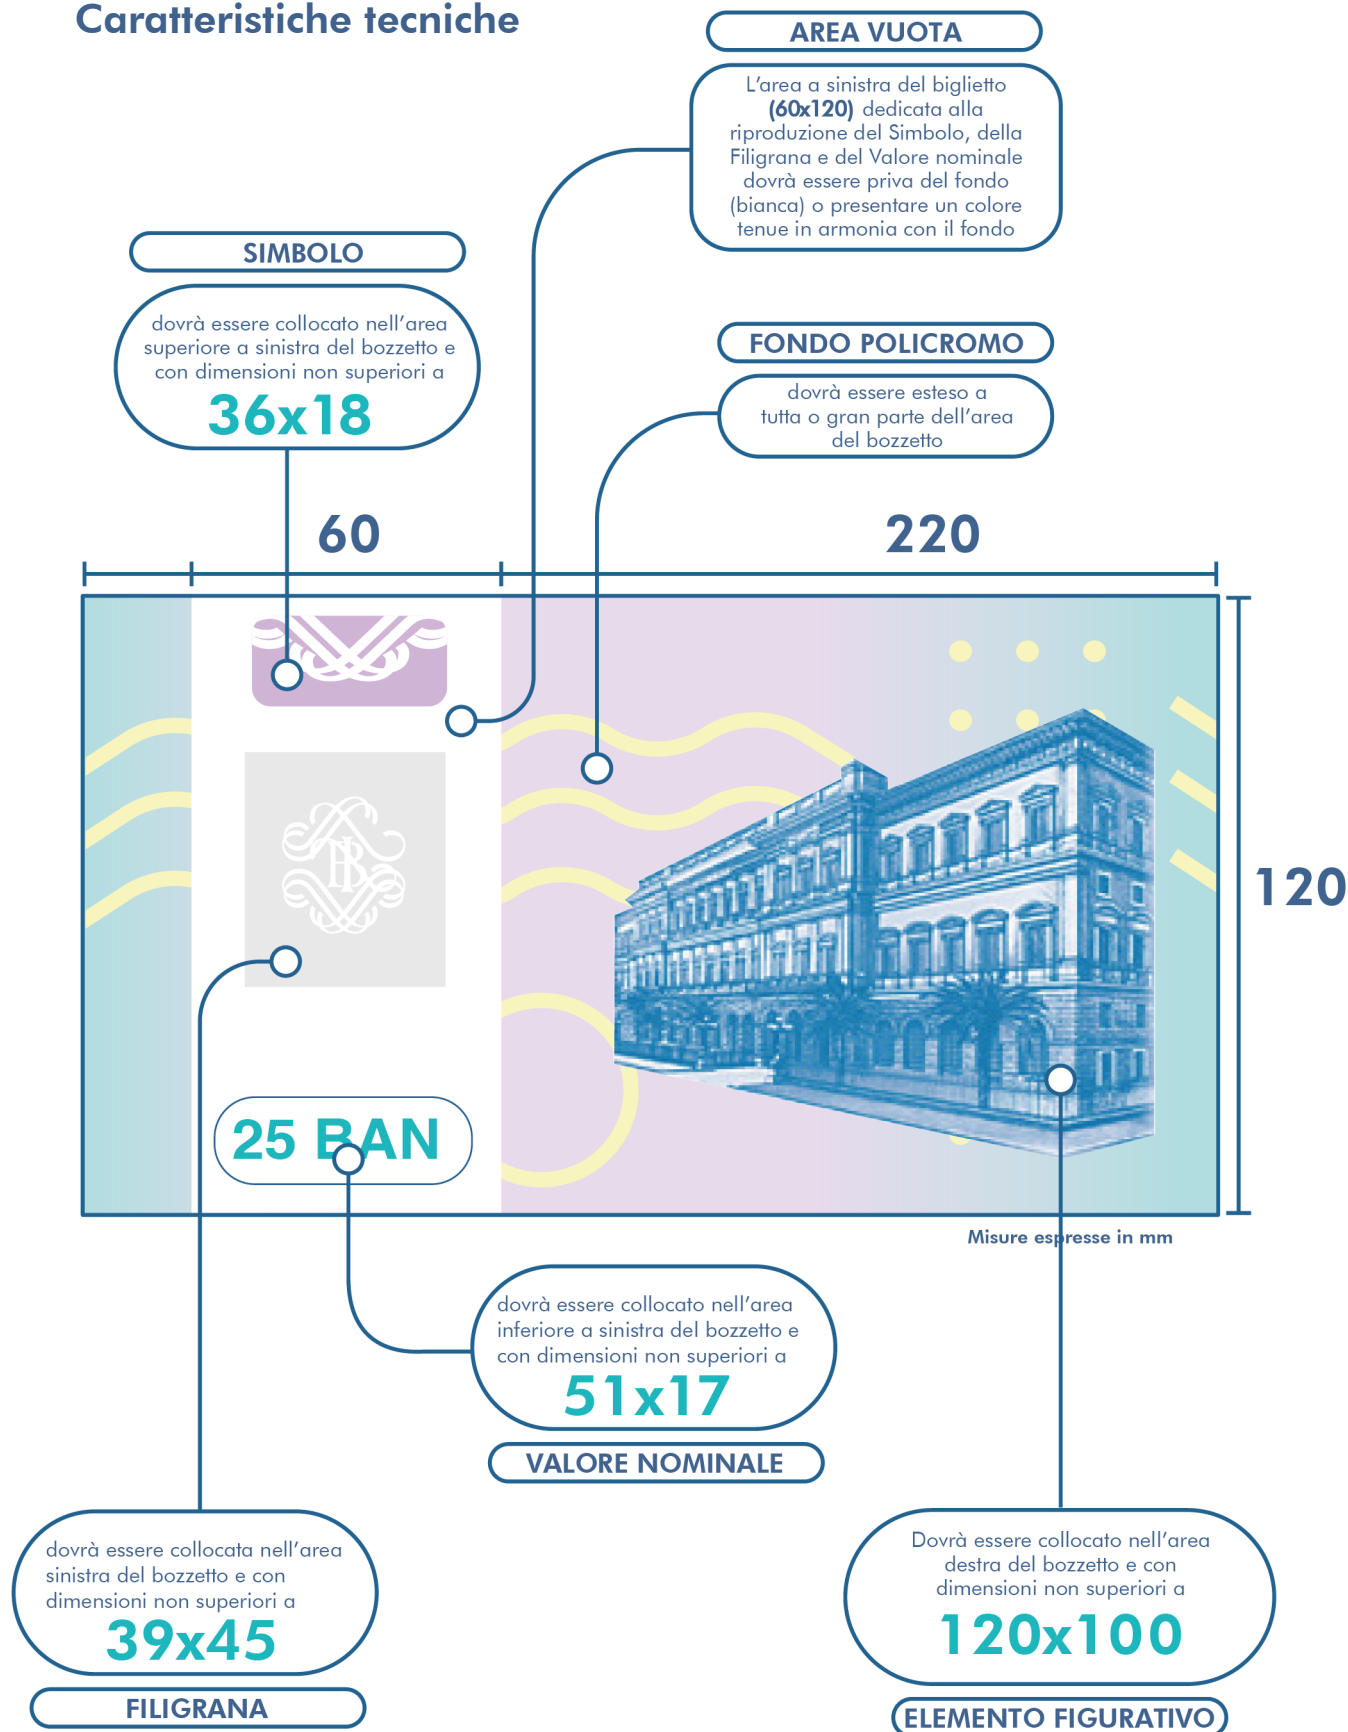 Caratteristiche tecniche
AREA VUOTA
L'area a sinistra del biglietto
(60x120) dedicata alla
riproduzione del Simbolo, della
Filigrana e del Valore nominale
dovrà essere priva del fondo
(bianca) o presentare un colore
tenue in armonia con il fondo
SIMBOLO
dovrà essere collocato nell'area
superiore a sinistra del bozzetto e
con dimensioni non superiori a
36x18
FONDO POLICROMO
dovrà essere esteso a
tutta o gran parte dell'area
del bozzetto
60
220
120
25 BAN
Misure espresse in mm
dovrà essere collocato nell'area
inferiore a sinistra del bozzetto e
con dimensioni non superiori a
51x17
VALORE NOMINALE
dovrà essere collocata nell'area
sinistra del bozzetto e con
dimensioni non superiori a
39x45
FILIGRANA
Dovrà essere collocato nell'area
destra del bozzetto e con
dimensioni non superiori a
120x100
ELEMENTO FIGURATIVO